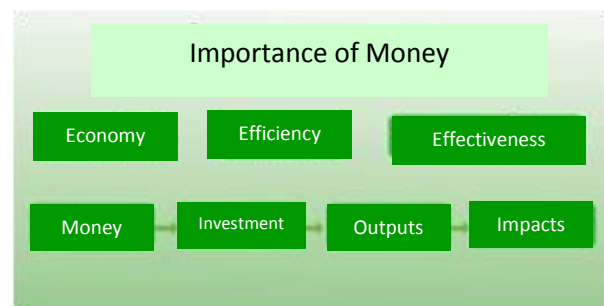 Importance of Money
Economy
Efficiency
Effectiveness
Money
Investment
Outputs
Impacts